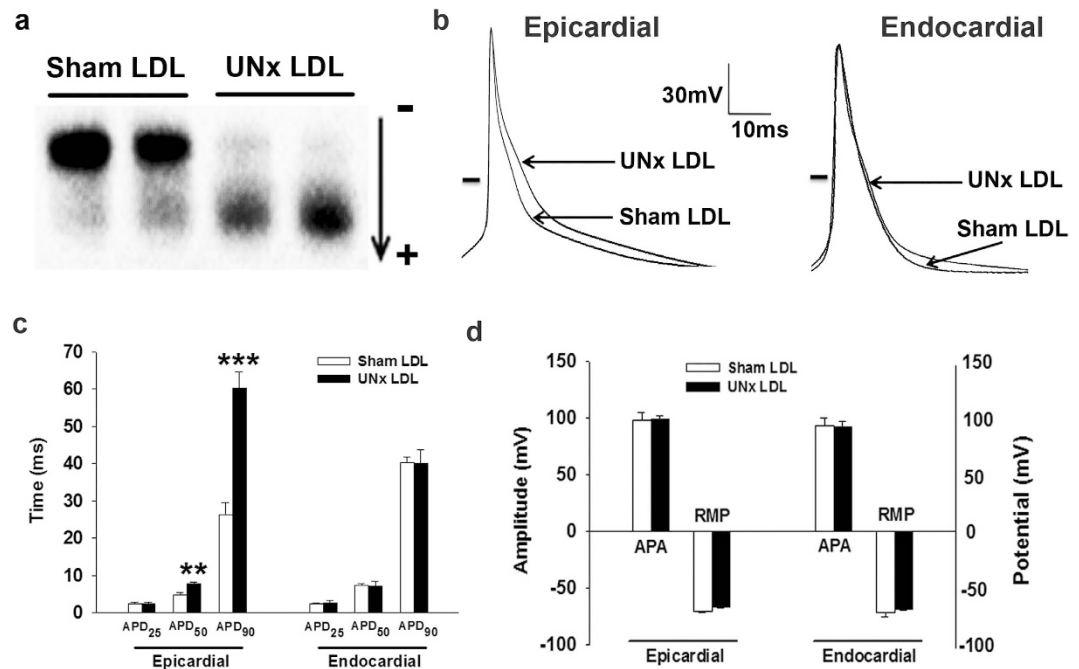 a
Sham LDL UNx LDL
-
+
b
Epicardial Endocardial
30mV
10ms
UNx LDL
Sham LDL
UNx LDL
Sham LDL
c
70
60
50
40
30
20
10
0
Time (ms)
***
**
Sham LDL
UNx LDL
APD25 APD50 APD90 APD25 APD50 APD90
Epicardial Endocardial
d
150
100
50
0
-50
-100
Amplitude (mV)
Sham LDL
UNx LDL
RMP RMP
APA APA
Epicardial Endocardial
150
100
50
0
-50
-100
Potential (mV)